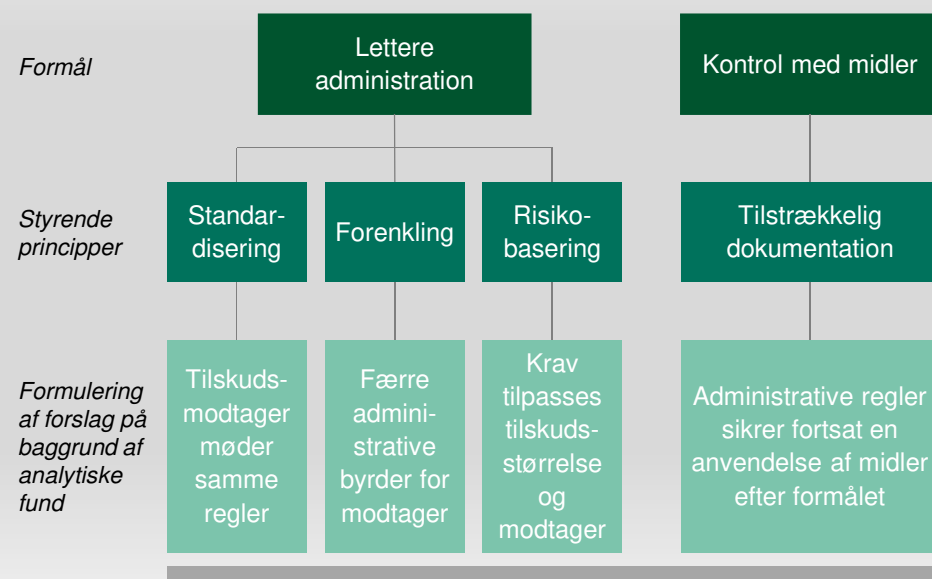 Formål
Lettere
administration
Kontrol med midler
Styrende
principper
Standar-
disering
Forenkling
Risiko-
basering
Tilstrækkelig
dokumentation
Formulering
af forslag på
baggrund af
analytiske
fund
Tilskuds-
modtager
møder
samme
regler
Færre
admini-
strative
byrder for
modtager
Krav
tilpasses
tilskuds-
størrelse
og
modtager
Administrative regler
sikrer fortsat en
anvendelse af midler
efter formålet